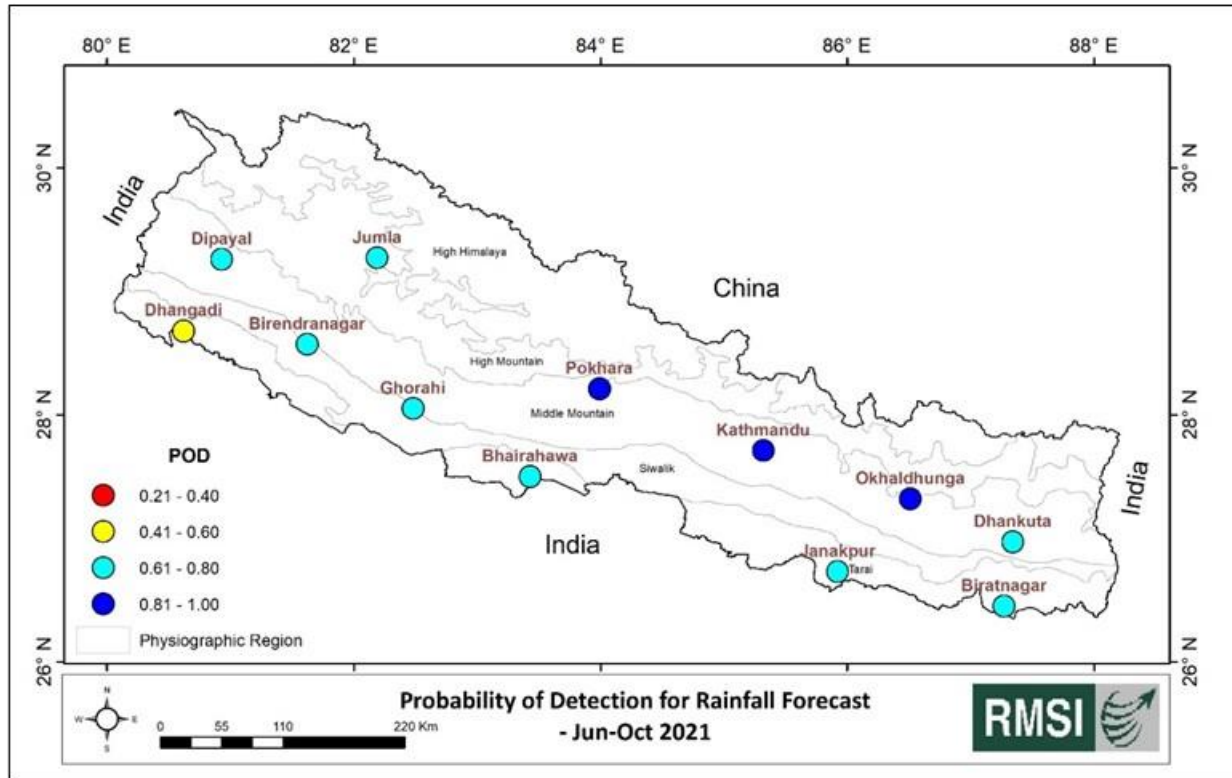 80° E
82° E
84° E
86° E
88° E
30° N
30° N
India
Dipayal
Jumla
High Himalaya
China
Dhangadi
Birendranagar
High Mountain
Pokhara
Ghorahi
Middle Mountain
28° N
28° N
Kathmandu
Bhairahawa
Siwalik
Okhaldhunga
India
Dhankuta
India
Janakpur
Tarai
Biratnagar
POD
0.21 - 0.40
0.41 - 0.60
0.61 - 0.80
0.81 - 1.00
Physiographic Region
26° N
26° N
N
W
E
S
0
55
110
220 Km
Probability of Detection for Rainfall Forecast
- Jun-Oct 2021
RMSI